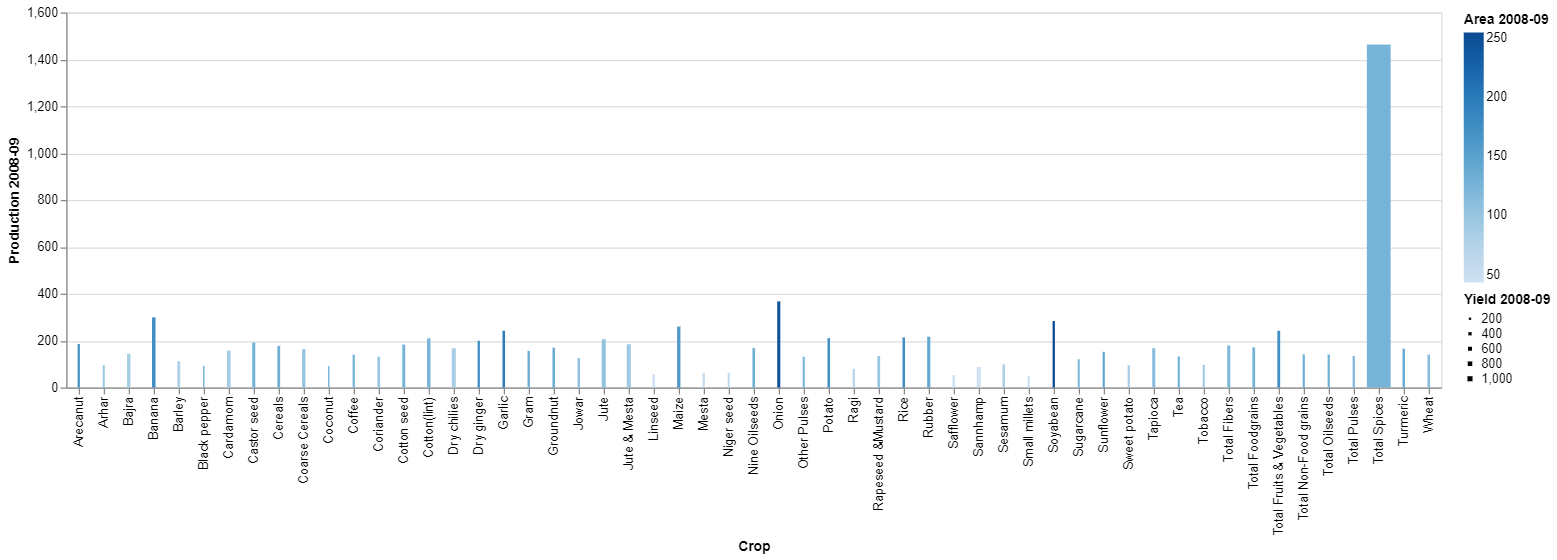 Production 2008-09
1,600
1,400
1,200
1,000
800
600
400
200
0
Arecanut
Arhar
Bajra
Banana
Barley
Black pepper
Cardamom
Castor seed
Cereals
Coarse Cereals
Coconut
Coffee
Coriander
Cotton seed
Cotton(lint)
Dry chilies
Dry ginger
Garlic
Gram
Groundnut
Jowar
Jute
Jute & Mesta
Linseed
Maize
Mesta
Niger seed
Nine Oilseeds
Onion
Other Pulses
Potato
Ragi
Rapeseed &Mustard
Rice
Rubber
Safflower
Sannhamp
Sesamum
Small millets
Soyabean
Sugarcane
Sunflower
Sweet potato
Tapioca
Tea
Tobacco
Total Fibers
Total Foodgrains
Total Fruits & Vegetables
Total Non-Food grains
Total Oilseeds
Total Pulses
Total Spices
Turmeric
Wheat
Crop
Area 2008-09
250
200
150
100
50
Yield 2008-09
200
400
600
800
1,000